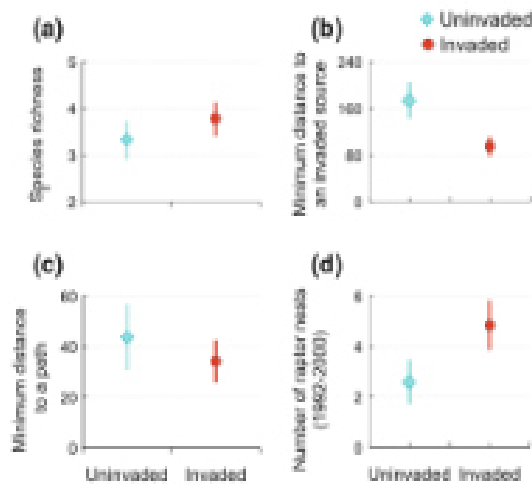 (a)
(b)
Uninvaded
Invaded
Species richness
5
4
3
2
Minimum distance to
an invaded source
240
160
80
0
(c)
(d)
Minimum distance
to a path
60
40
20
0
Number of raptor nests
(1992-2000)
6
4
2
0
Uninvaded Invaded
Uninvaded Invaded